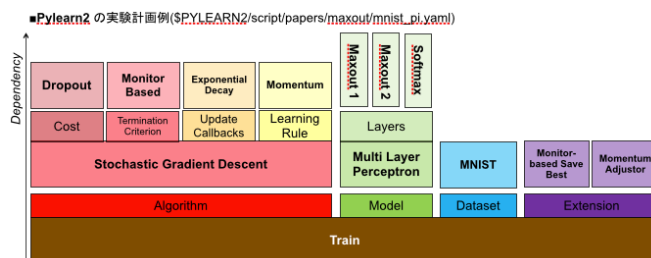 ■Pylearn2 の実験計画例($PYLEARN2/script/papers/maxout/mnist_pi.yaml)
Dependency
Dropout
Monitor
Based
Exponential
Decay
Momentum
Maxout 1
Maxout 2
Softmax
Cost
Termination
Criterion
Update
Callbacks
Learning
Rule
Layers
Stochastic Gradient Descent
Multi Layer
Perceptron
MNIST
Monitor-
based Save
Best
Momentum
Adjustor
Algorithm
Model
Dataset
Extension
Train